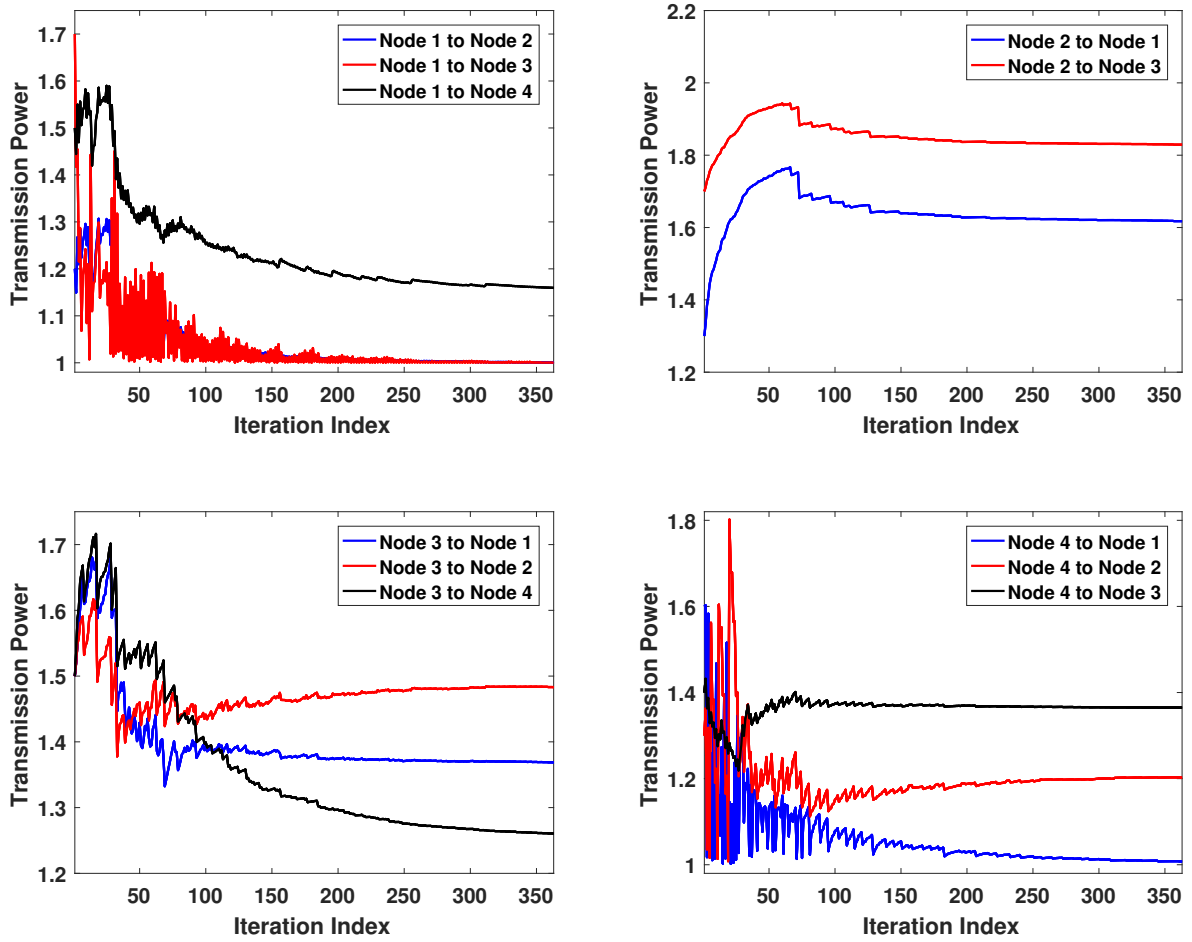 1.7
1.6
1.5
1.4
1.3
1.2
1.1
1
50 100 150 200 250 300 350
Transmission Power
Iteration Index
Node 1 to Node 2
Node 1 to Node 3
Node 1 to Node 4
2.2
2
1.8
1.6
1.4
1.2
50 100 150 200 250 300 350
Transmission Power
Iteration Index
Node 2 to Node 1
Node 2 to Node 3
1.7
1.6
1.5
1.4
1.3
1.2
50 100 150 200 250 300 350
Transmission Power
Iteration Index
Node 3 to Node 1
Node 3 to Node 2
Node 3 to Node 4
1.8
1.6
1.4
1.2
1
50 100 150 200 250 300 350
Transmission Power
Iteration Index
Node 4 to Node 1
Node 4 to Node 2
Node 4 to Node 3